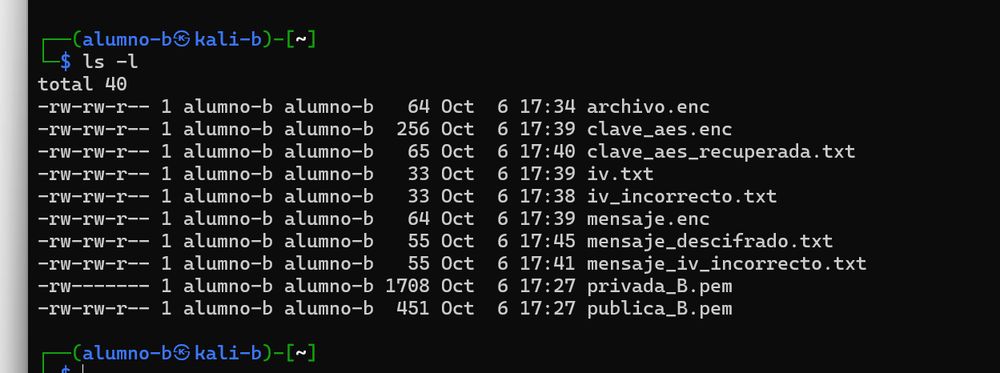 ┌──(alumno-b㉿kali-b)-[~]
└─$ ls -l
total 40
-rw-rw-r-- 1 alumno-b alumno-b   64 Oct  6 17:34 archivo.enc
-rw-rw-r-- 1 alumno-b alumno-b  256 Oct  6 17:39 clave_aes.enc
-rw-rw-r-- 1 alumno-b alumno-b   65 Oct  6 17:40 clave_aes_recuperada.txt
-rw-rw-r-- 1 alumno-b alumno-b   33 Oct  6 17:39 iv.txt
-rw-rw-r-- 1 alumno-b alumno-b   33 Oct  6 17:38 iv_incorrecto.txt
-rw-rw-r-- 1 alumno-b alumno-b   64 Oct  6 17:39 mensaje.enc
-rw-rw-r-- 1 alumno-b alumno-b   55 Oct  6 17:45 mensaje_descifrado.txt
-rw-rw-r-- 1 alumno-b alumno-b   55 Oct  6 17:41 mensaje_iv_incorrecto.txt
-rw------- 1 alumno-b alumno-b 1708 Oct  6 17:27 privada_B.pem
-rw-rw-r-- 1 alumno-b alumno-b  451 Oct  6 17:27 publica_B.pem
┌──(alumno-b㉿kali-b)-[~]
└─$